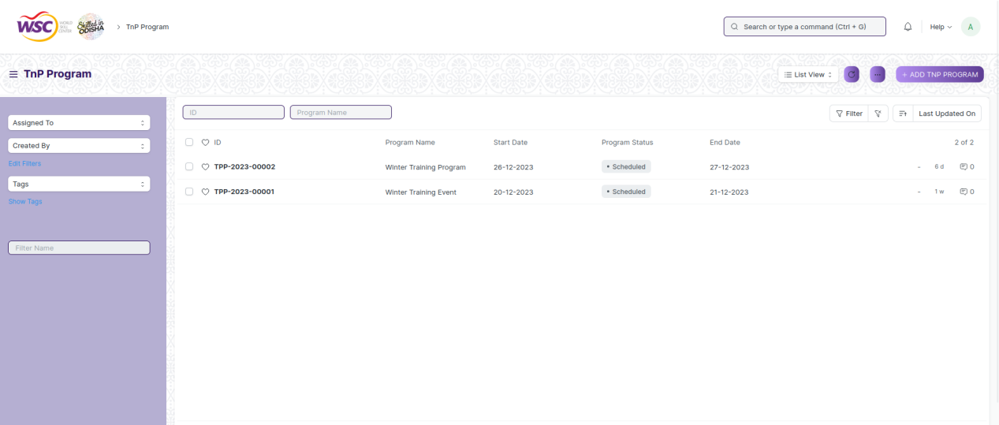 WSC WORLD SKILL CENTER Skilled in ODISHA > TnP Program Search or type a command (Ctrl + G) Help A
TnP Program List View ... + ADD TNP PROGRAM
Assigned To
Created By
Edit Filters
Tags
Show Tags
Filter Name
ID Program Name Filter Last Updated On
ID Program Name Start Date Program Status End Date 2 of 2
TPP-2023-00002 Winter Training Program 26-12-2023 • Scheduled 27-12-2023 - 6 d 0
TPP-2023-00001 Winter Training Event 20-12-2023 • Scheduled 21-12-2023 - 1 w 0